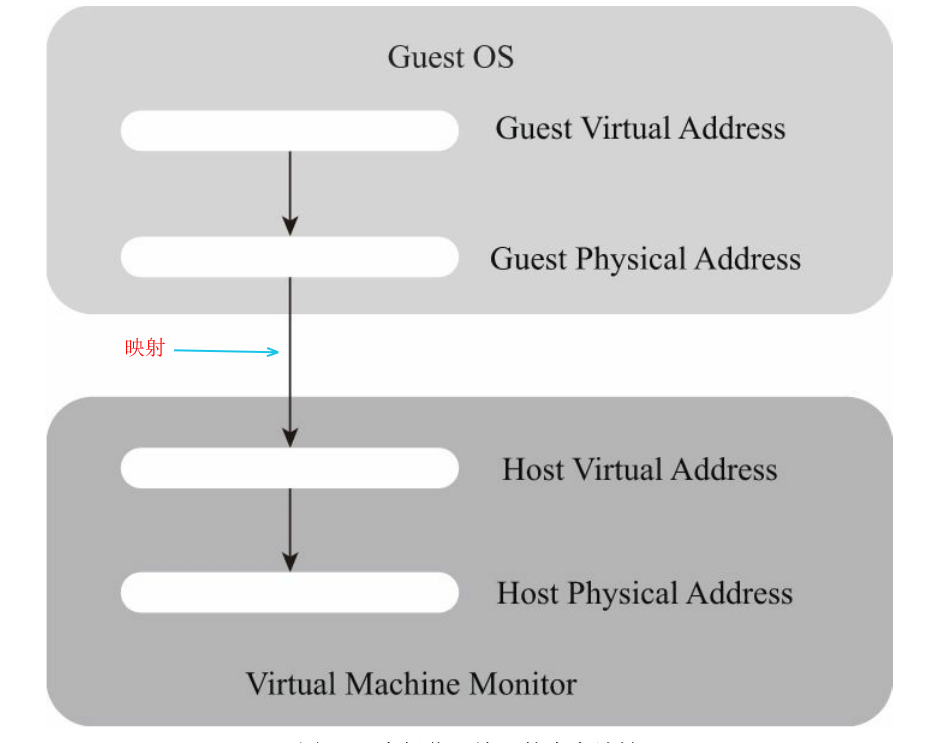 Guest OS
Guest Virtual Address
Guest Physical Address
映射
Host Virtual Address
Host Physical Address
Virtual Machine Monitor